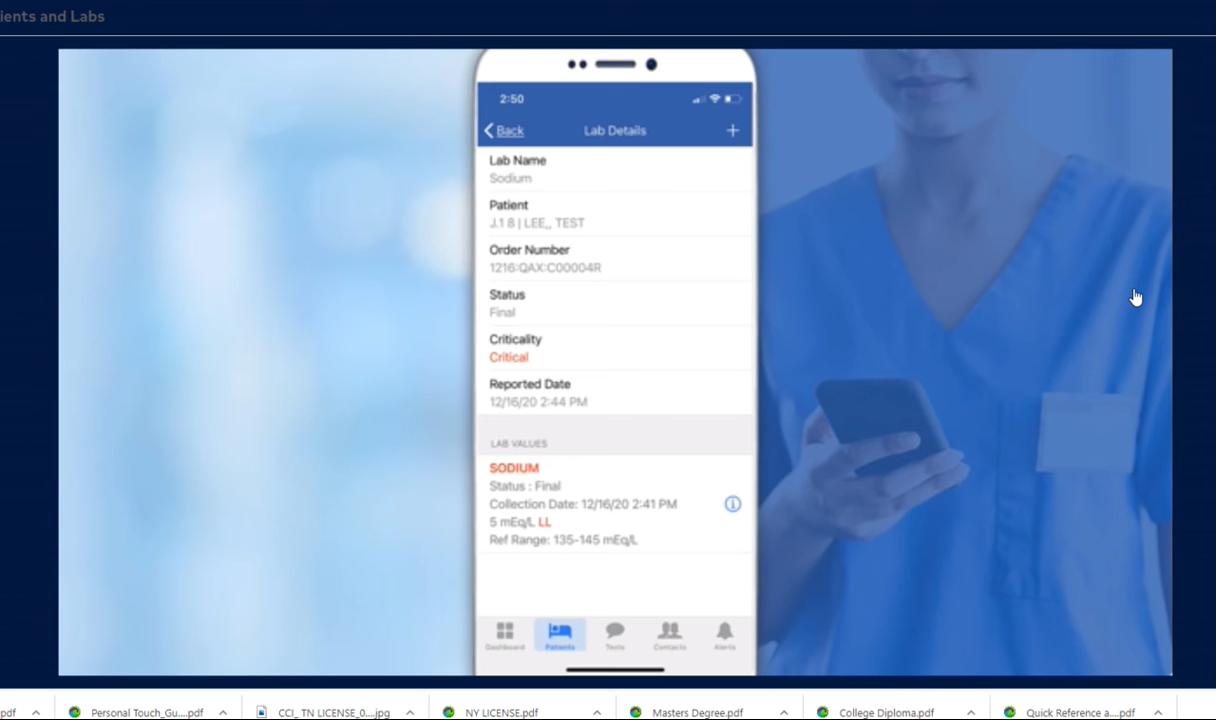 ients and Labs
2:50
Back Lab Details +
Lab Name
Sodium
Patient
J.1 8 | LEE,, TEST
Order Number
1216:QAX:C00004R
Status
Final
Criticality
Critical
Reported Date
12/16/20 2:44 PM
LAB VALUES
SODIUM
Status : Final
Collection Date: 12/16/20 2:41 PM
5 mEq/L LL
Ref Range: 135-145 mEq/L
Dashboard Patients Texts Contacts Alerts
pdf Personal Touch_Gu....pdf CCI_ TN LICENSE_0....jpg NY LICENSE.pdf Masters Degree.pdf College Diploma.pdf Quick Reference a....pdf